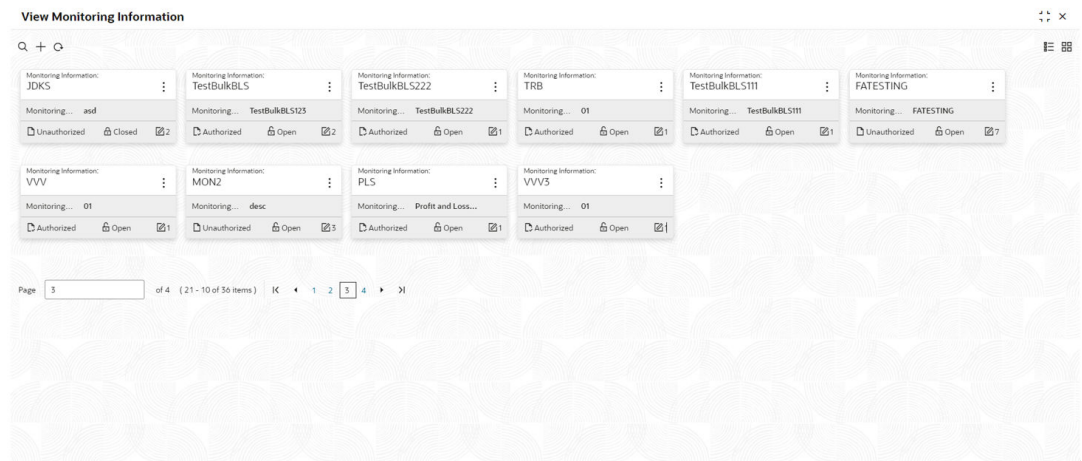 View Monitoring Information
Monitoring Information: Monitoring Information: Monitoring Information: Monitoring Information: Monitoring Information: Monitoring Information:
JDKS TestBulkBLS TestBulkBLS222 TRB TestBulkBLS111 FATESTING
Monitoring... asd Monitoring... TestBulkBLS123 Monitoring... TestBulkBLS222 Monitoring... 01 Monitoring... TestBulkBLS111 Monitoring... FATESTING
Unauthorized Closed 2 Authorized Open 2 Authorized Open 1 Authorized Open 1 Authorized Open 1 Unauthorized Open 7
Monitoring Information: Monitoring Information: Monitoring Information: Monitoring Information:
VVV MON2 PLS VVV3
Monitoring... 01 Monitoring... desc Monitoring... Profit and Loss... Monitoring... 01
Authorized Open 1 Unauthorized Open 3 Authorized Open 1 Authorized Open 1
Page 3 of 4 ( 21 - 10 of 36 items ) 1 2 3 4